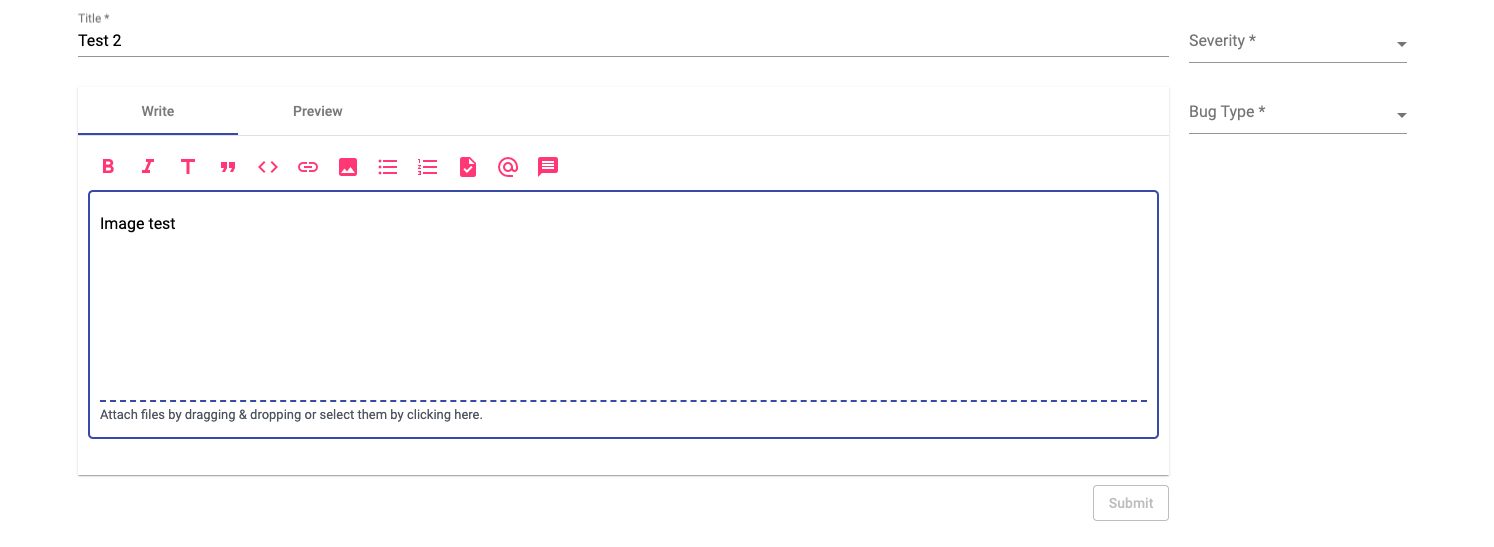 Title *
Test 2
Severity *
Write
Preview
Bug Type *
Image test
Attach files by dragging & dropping or select them by clicking here.
Submit